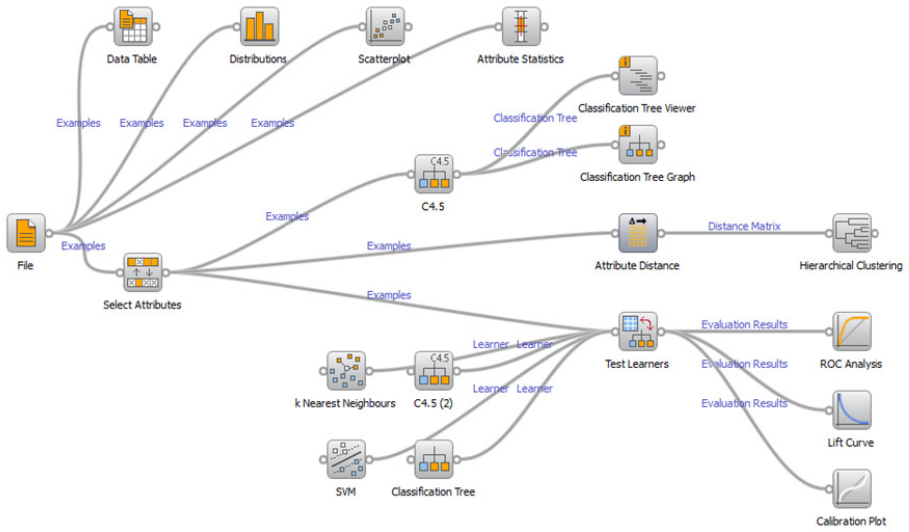 Data Table
Distributions
Scatterplot
Attribute Statistics
Examples
Examples
Examples
Examples
Classification Tree Viewer
Classification Tree
Classification Tree
Classification Tree Graph
C4.5
C4.5
Examples
File
Examples
Select Attributes
Examples
Attribute Distance
Distance Matrix
Hierarchical Clustering
Examples
Test Learners
Evaluation Results
ROC Analysis
Learner
Learner
C4.5
k Nearest Neighbours
C4.5 (2)
Learner
Learner
Evaluation Results
Lift Curve
Evaluation Results
SVM
Classification Tree
Calibration Plot